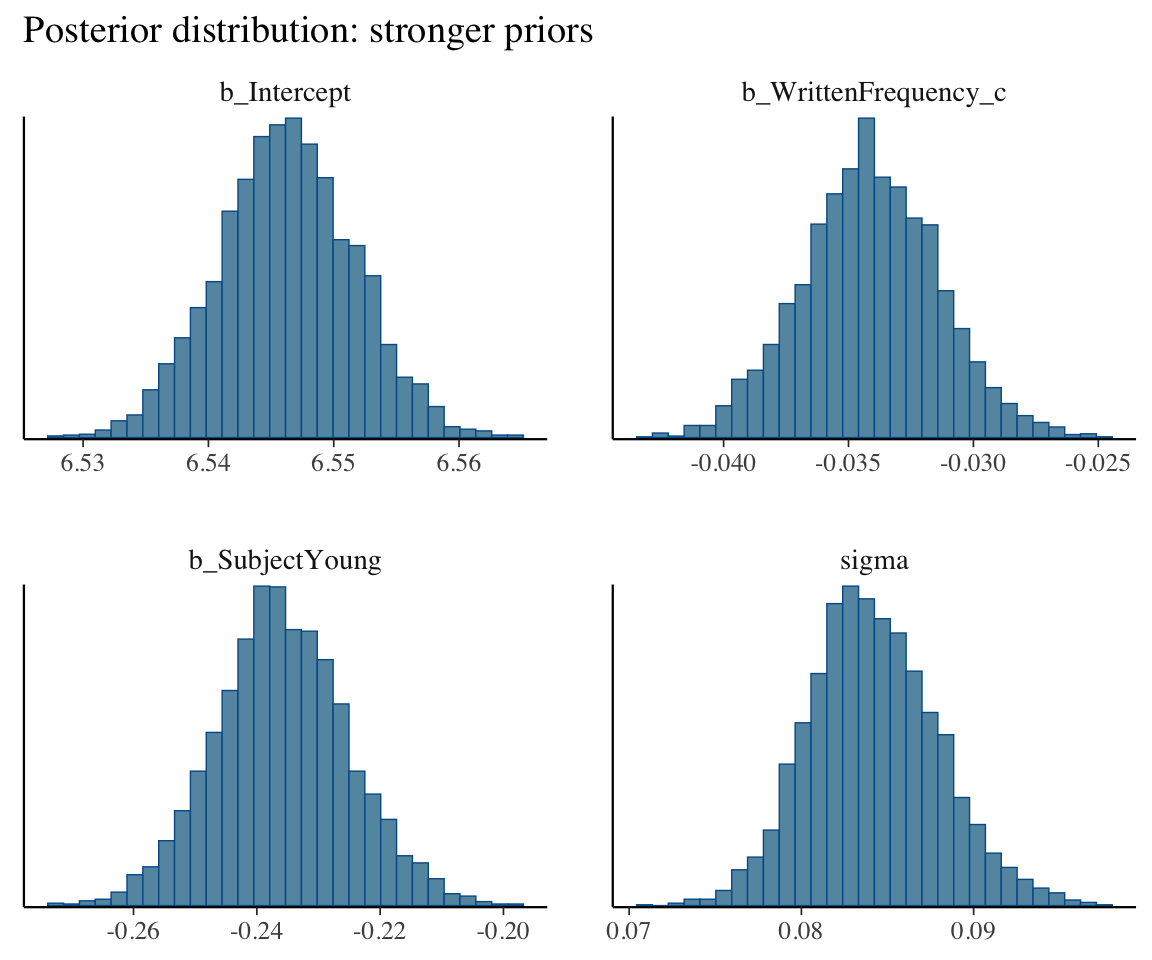 Posterior distribution: stronger priors
b_Intercept
b_WrittenFrequency_c
6.53 6.54 6.55 6.56
-0.040 -0.035 -0.030 -0.025
b_SubjectYoung
sigma
-0.26 -0.24 -0.22 -0.20
0.07 0.08 0.09